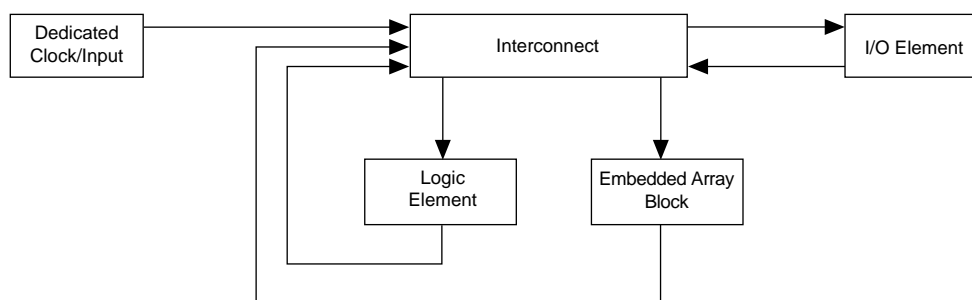 Dedicated
Clock/Input
Interconnect
I/O Element
Logic
Element
Embedded Array
Block